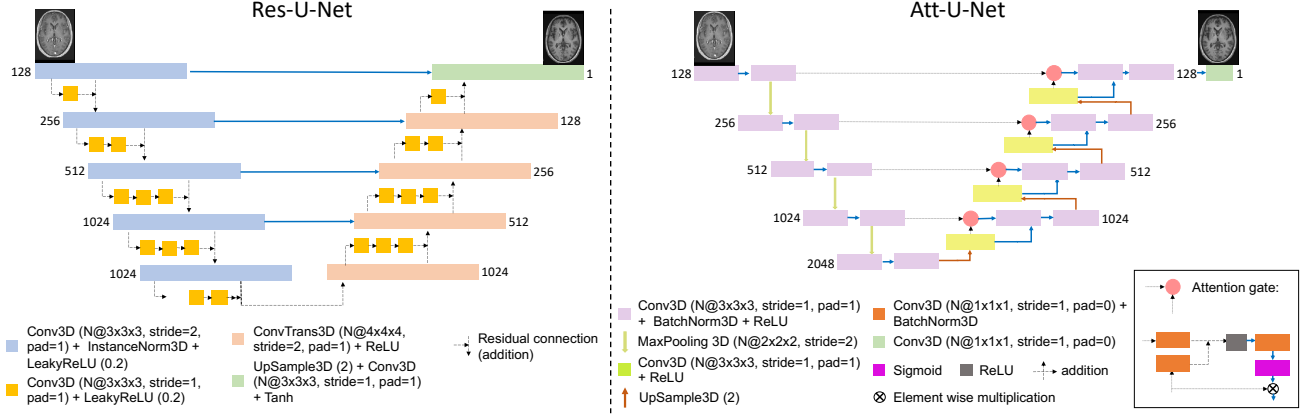 Res-U-Net
128
1
256
128
512
256
1024
512
1024
1024
Conv3D (N@3x3x3, stride=2,
pad=1) + InstanceNorm3D +
LeakyReLU (0.2)
Conv3D (N@3x3x3, stride=1,
pad=1) + LeakyReLU (0.2)
ConvTrans3D (N@4x4x4,
stride=2, pad=1) + ReLU
UpSample3D (2) + Conv3D
(N@3x3x3, stride=1, pad=1)
+ Tanh
Residual connection
(addition)
Att-U-Net
128
128
1
256
256
512
512
1024
1024
2048
Conv3D (N@3x3x3, stride=1, pad=1)
+ BatchNorm3D + ReLU
MaxPooling 3D (N@2x2x2, stride=2)
Conv3D (N@3x3x3, stride=1, pad=1)
+ ReLU
UpSample3D (2)
Conv3D (N@1x1x1, stride=1, pad=0) +
BatchNorm3D
Conv3D (N@1x1x1, stride=1, pad=0)
Sigmoid
ReLU
addition
Element wise multiplication
Attention gate: